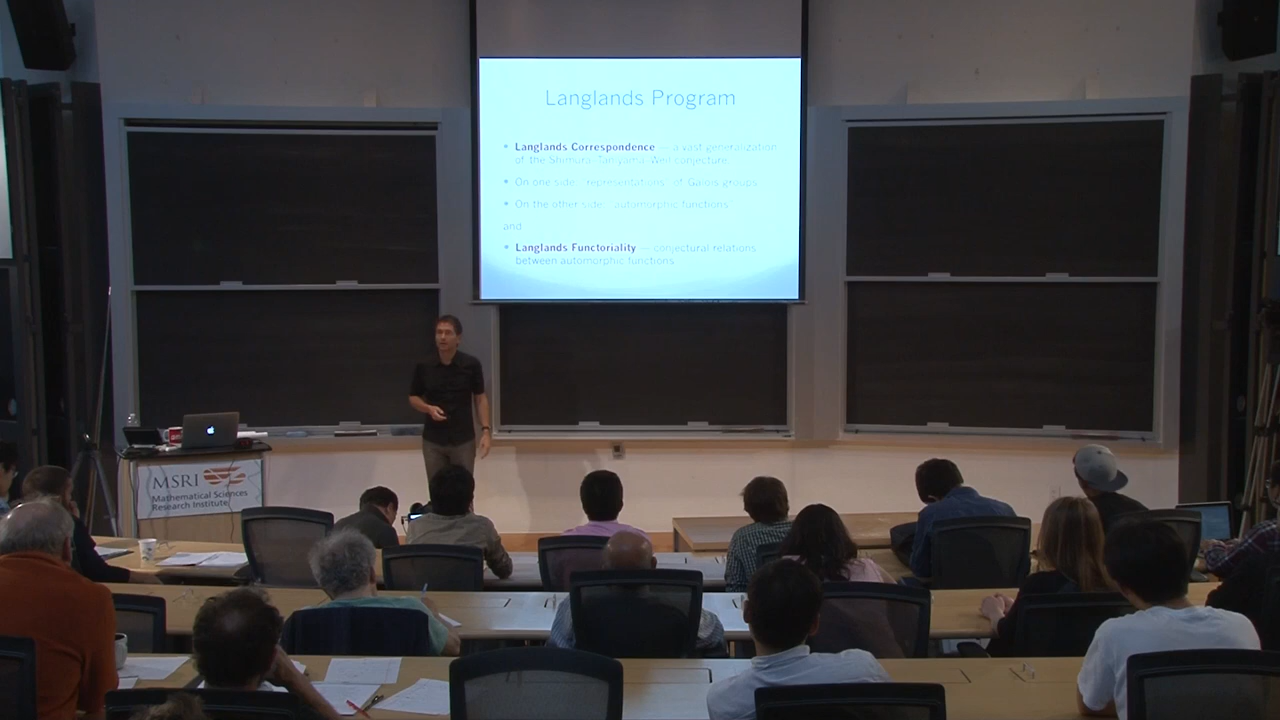 Langlands Program
• Langlands Correspondence — a vast generalization
of the Shimura-Taniyama-Weil conjecture
• On one side: "representations" of Galois groups
• On the other side: "automorphic functions"
and
• Langlands Functoriality — conjectural relations
between automorphic functions
MSRI
Mathematical Sciences
Research Institute